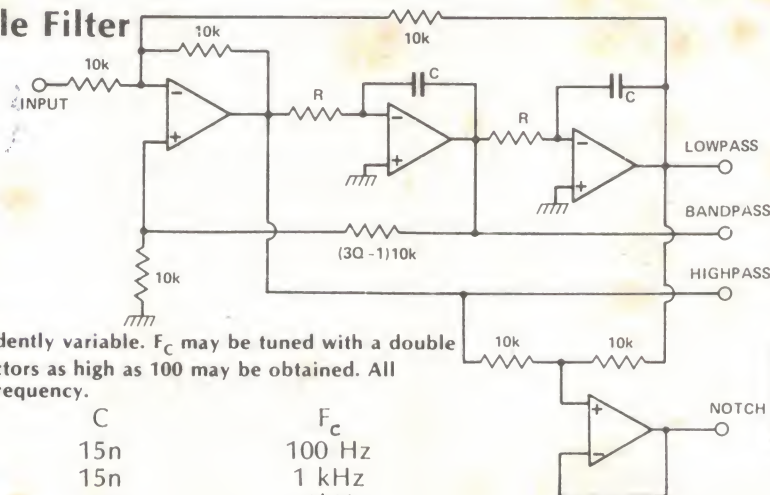 le Filter
10k
10k
10k
INPUT
−
+
R
C
−
+
R
C
−
+
LOWPASS
BANDPASS
(3Q -1)10k
HIGHPASS
10k
10k
10k
+
−
NOTCH
dently variable. F_C may be tuned with a double
ctors as high as 100 may be obtained. All
requency.
C F_c
15n 100 Hz
15n 1 kHz